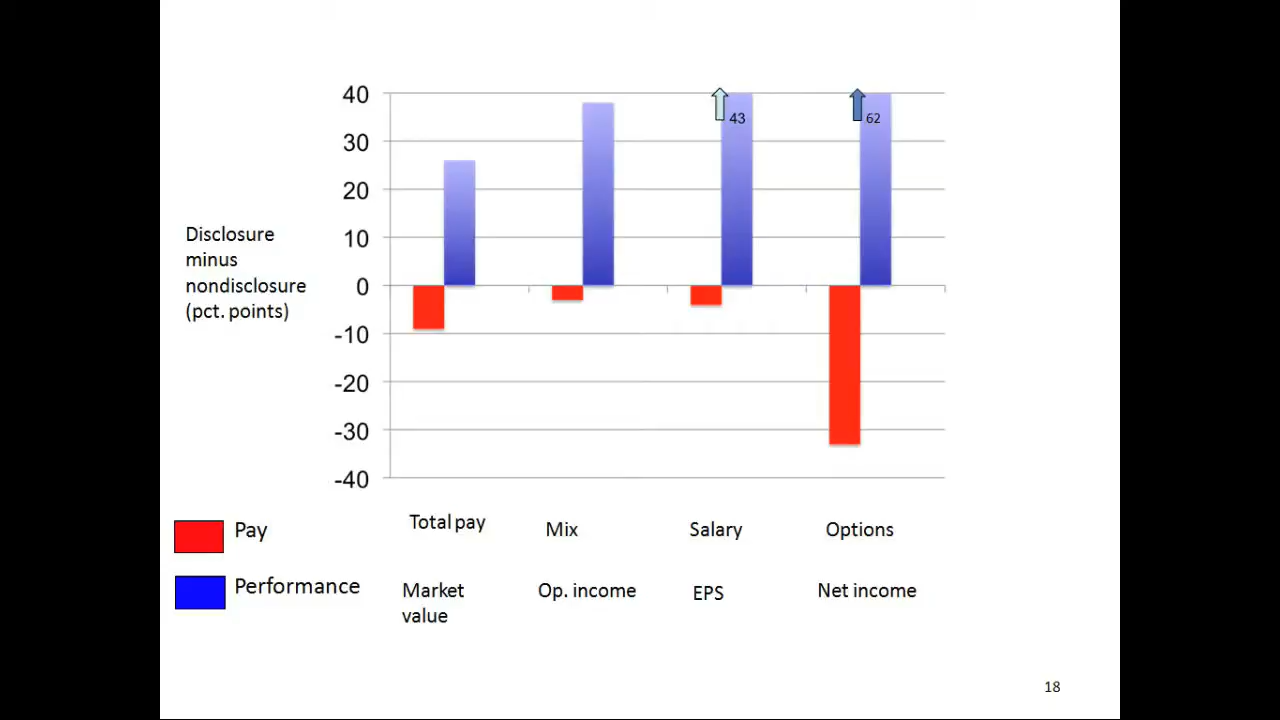 40
30
20
10
0
-10
-20
-30
-40
43
62
Disclosure
minus
nondisclosure
(pct. points)
Pay
Total pay
Mix
Salary
Options
Performance
Market
value
Op. income
EPS
Net income
18